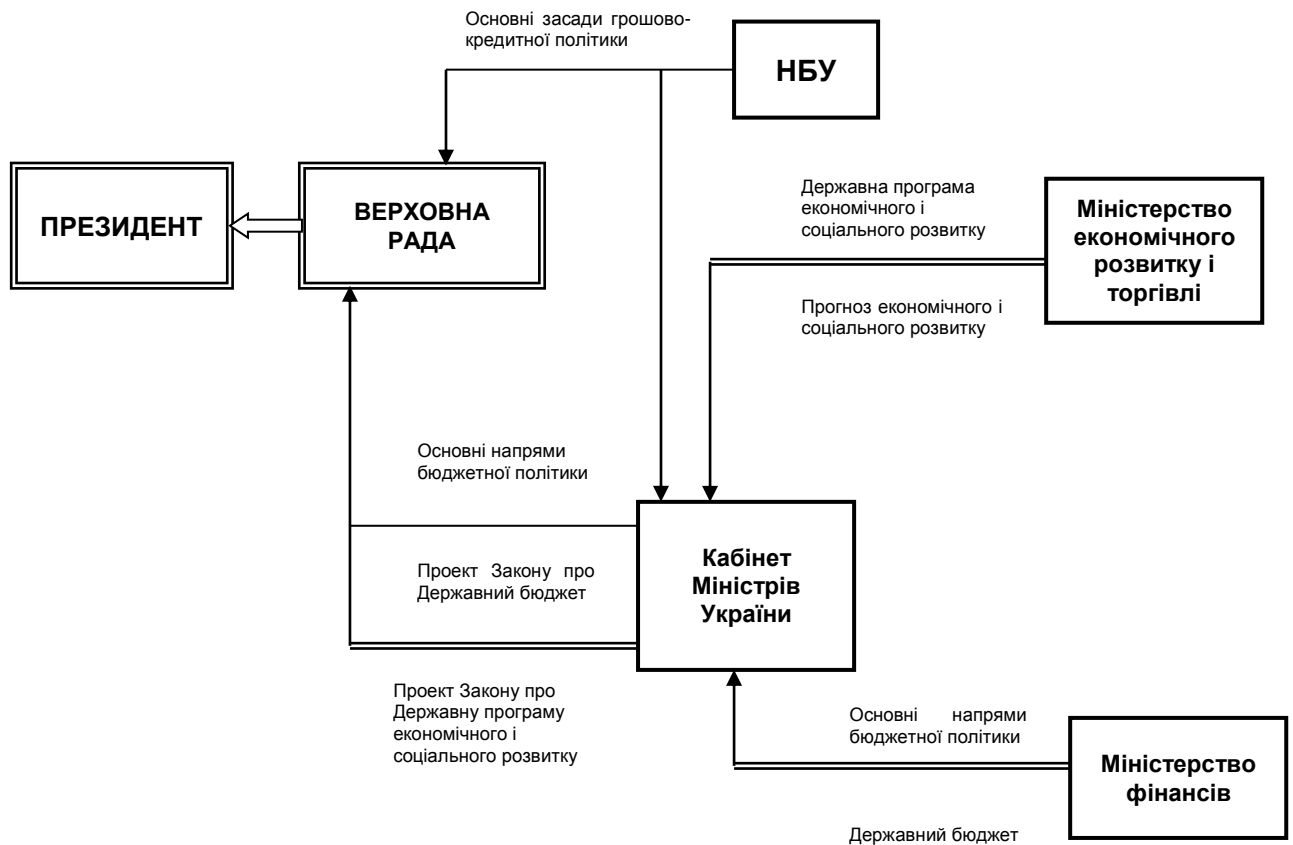 Основні засади грошово-
кредитної політики
НБУ
ПРЕЗИДЕНТ
ВЕРХОВНА
РАДА
Державна програма
економічного і
соціального розвитку
Міністерство
економічного
розвитку і
торгівлі
Прогноз економічного і
соціального розвитку
Основні напрями
бюджетної політики
Проект Закону про
Державний бюджет
Кабінет
Міністрів
України
Проект Закону про
Державну програму
економічного і
соціального розвитку
Основні напрями
бюджетної політики
Міністерство
фінансів
Державний бюджет